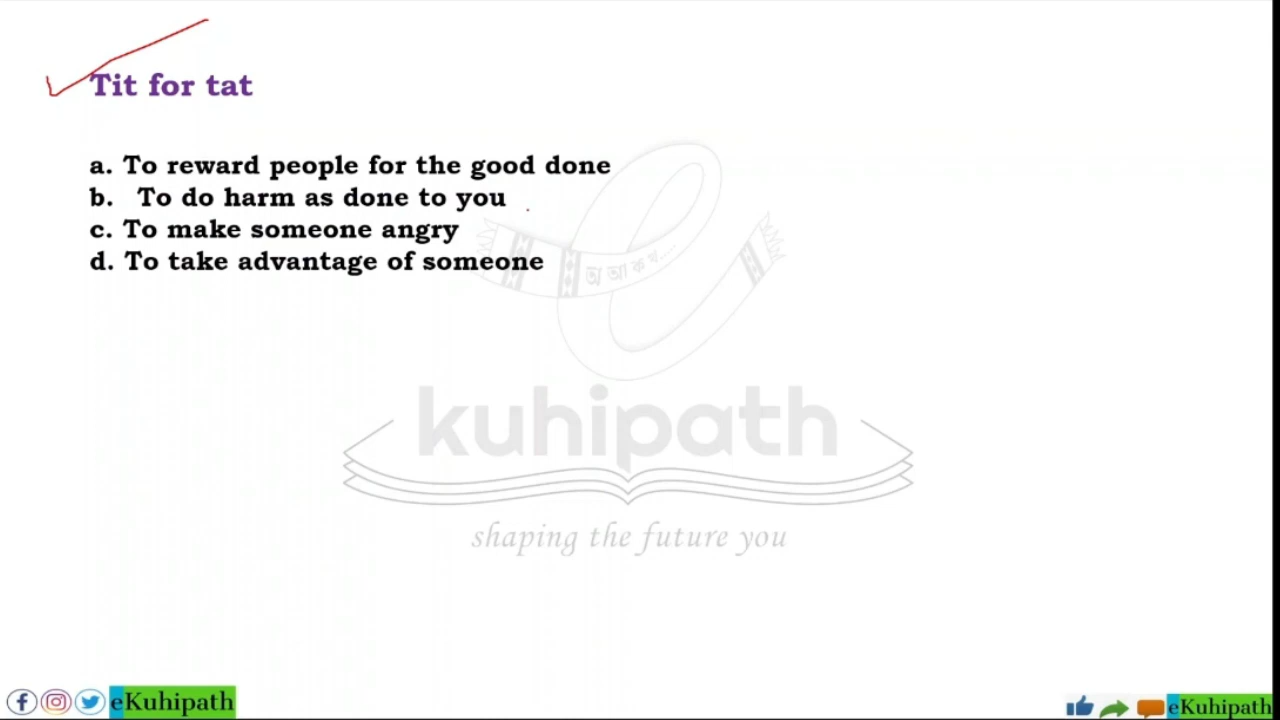 Tit for tat
a. To reward people for the good done
b. To do harm as done to you
c. To make someone angry
d. To take advantage of someone
অ আ ক খ....
kuhipath
shaping the future you
eKuhipath
eKuhipath